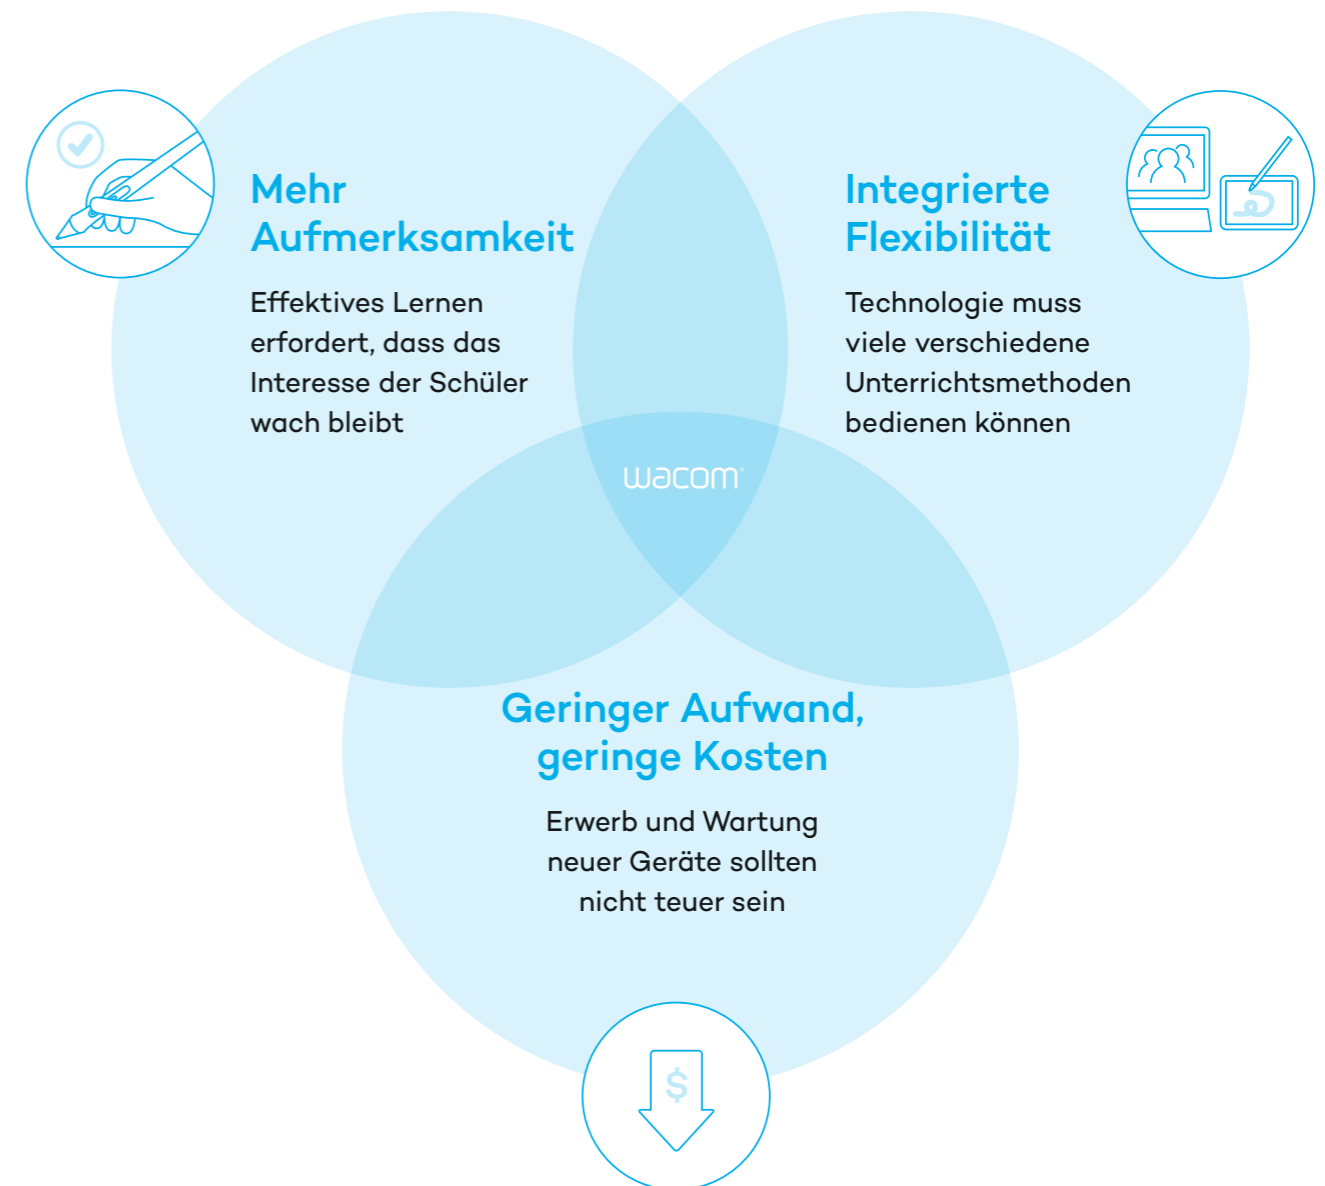 Mehr
Aufmerksamkeit
Effektives Lernen
erfordert, dass das
Interesse der Schüler
wach bleibt
Integrierte
Flexibilität
Technologie muss
viele verschiedene
Unterrichtsmethoden
bedienen können
wacom®
Geringer Aufwand,
geringe Kosten
Erwerb und Wartung
neuer Geräte sollten
nicht teuer sein
$